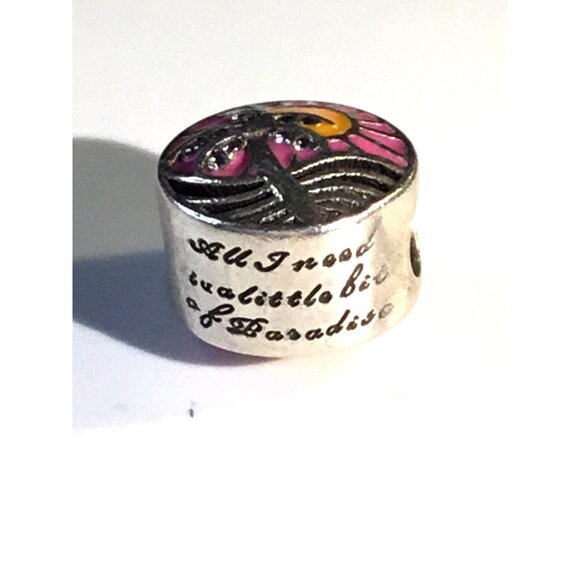 All I need
is a little bit
of Paradise